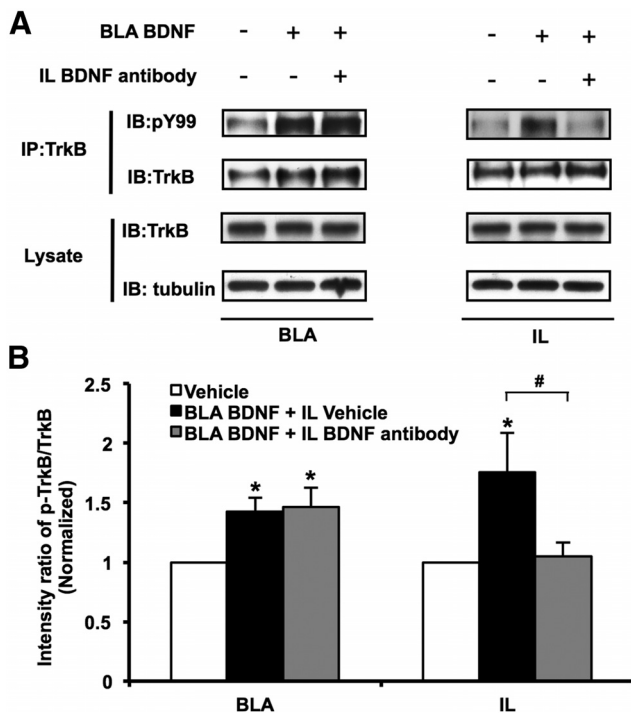 A
BLA BDNF - + + - + +
IL BDNF antibody - - + - - +
IP:TrkB
IB:pY99
IB:TrkB
Lysate
IB:TrkB
IB: tubulin
BLA IL
B
Intensity ratio of p-TrkB/TrkB
(Normalized)
2.5
2
1.5
1
0.5
0
Vehicle
BLA BDNF + IL Vehicle
BLA BDNF + IL BDNF antibody
* * * #
BLA IL